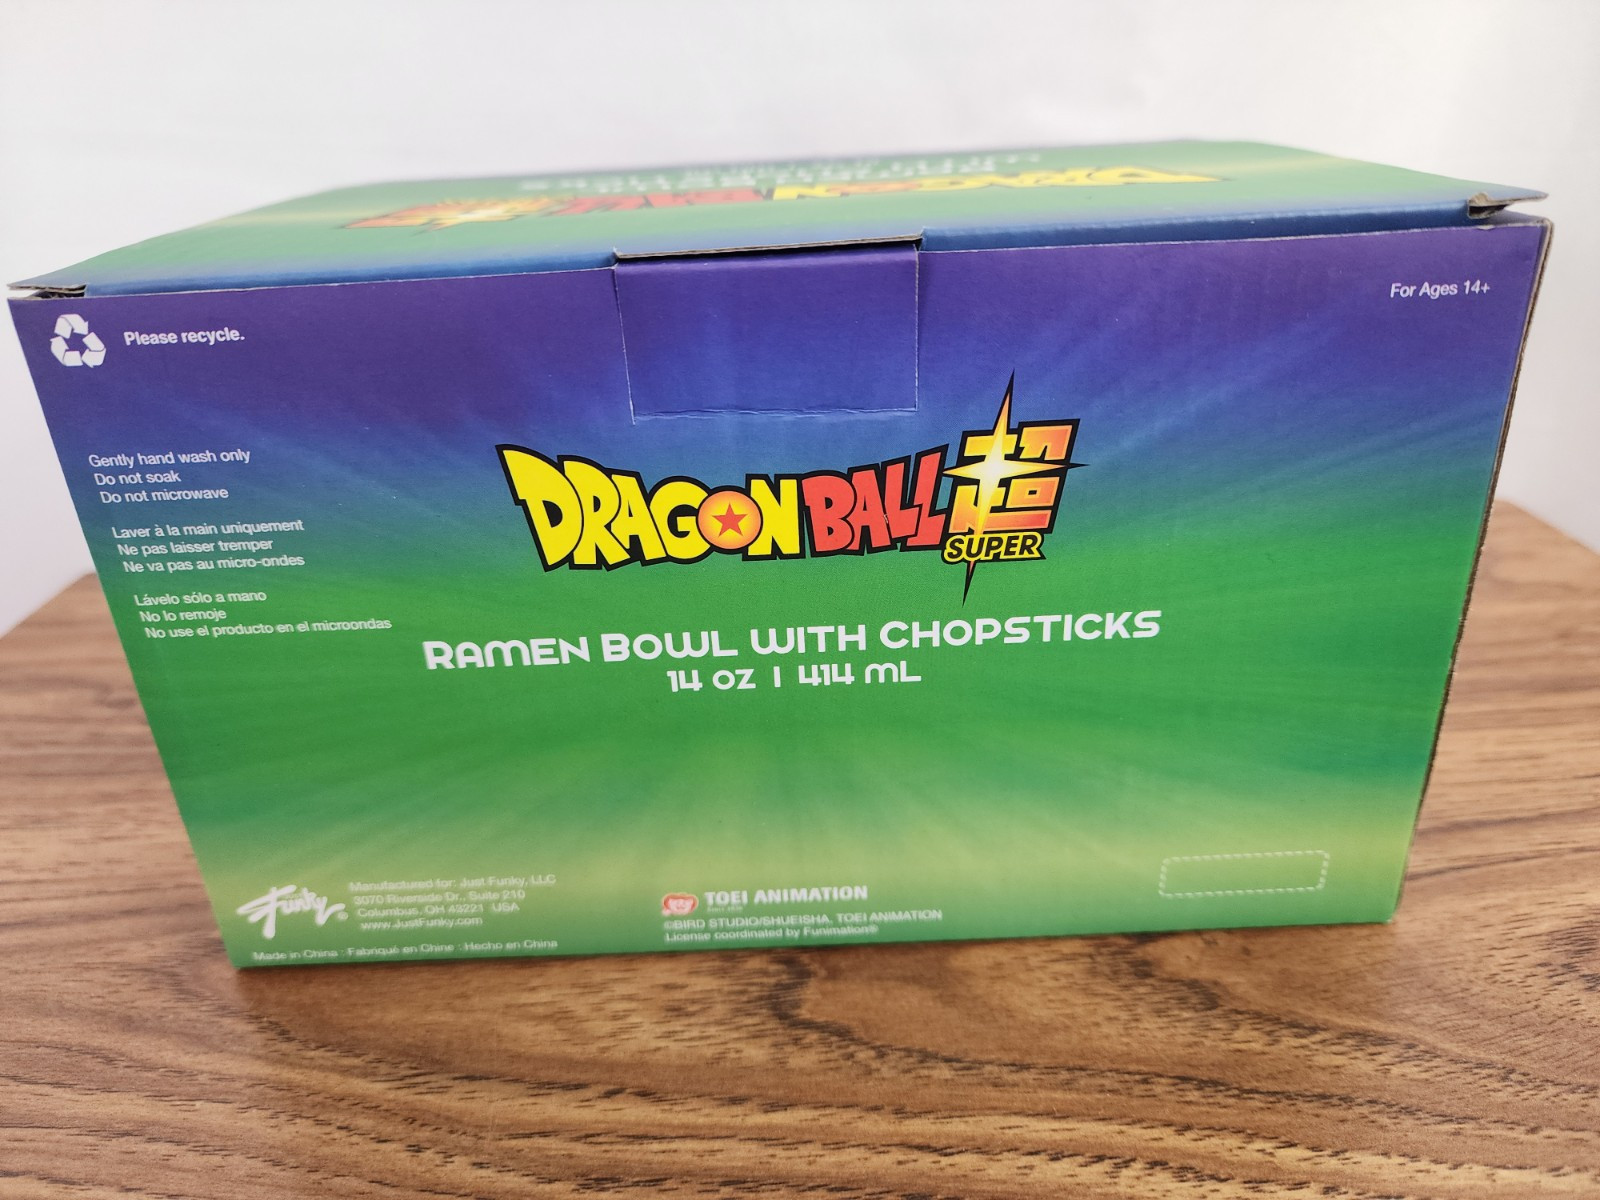 Please recycle.
For Ages 14+
Gently hand wash only
Do not soak
Do not microwave
Laver à la main uniquement
Ne pas laisser tremper
Ne va pas au micro-ondes
Lávelo sólo a mano
No lo remoje
No use el producto en el microondas
DRAGON BALL 超
SUPER
RAMEN BOWL WITH CHOPSTICKS
14 OZ | 414 mL
Funky®
Manufactured for: Just Funky, LLC
3070 Riverside Dr., Suite 210
Columbus, OH 43221 USA
www.JustFunky.com
Made in China : Fabriqué en Chine : Hecho en China
TOEI ANIMATION
©BIRD STUDIO/SHUEISHA, TOEI ANIMATION
License coordinated by Funimation®